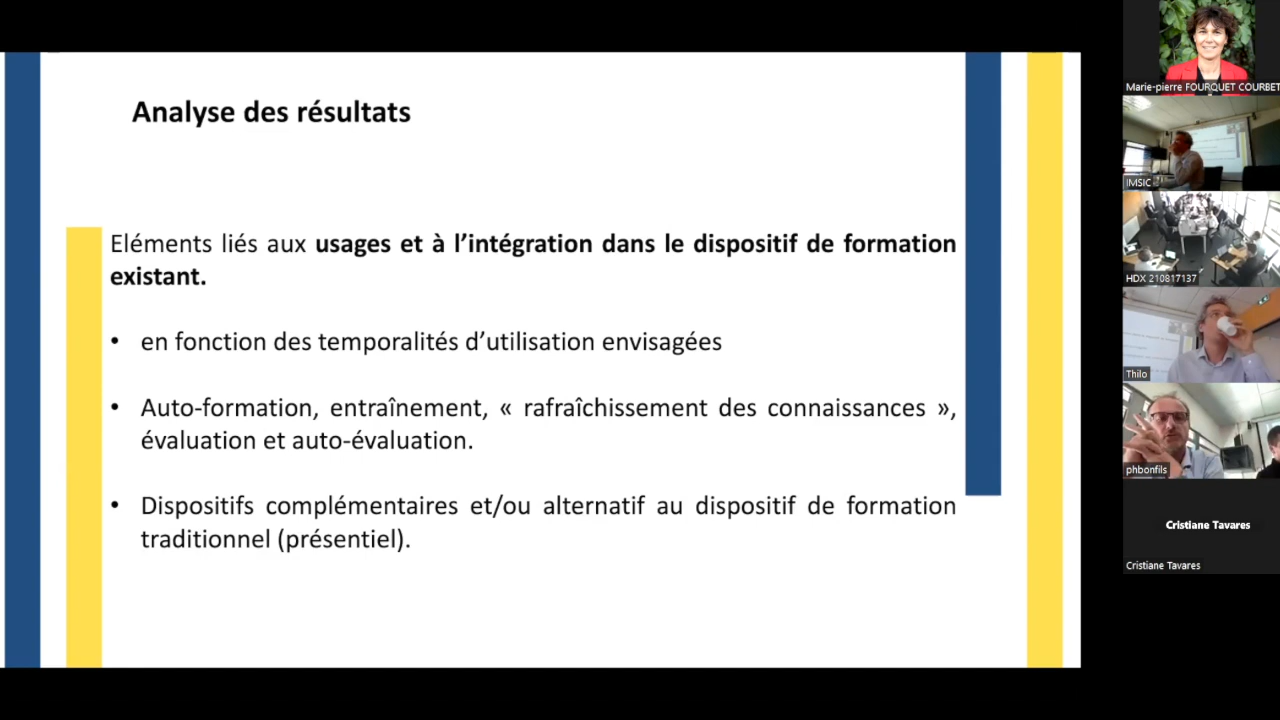 Analyse des résultats
Eléments liés aux usages et à l’intégration dans le dispositif de formation
existant.
• en fonction des temporalités d’utilisation envisagées
• Auto-formation, entraînement, « rafraîchissement des connaissances »,
évaluation et auto-évaluation.
• Dispositifs complémentaires et/ou alternatif au dispositif de formation
traditionnel (présentiel).
Marie-pierre FOURQUET COURBET
IMSIC
HDX 210817137
Thilo
phbonfils
Cristiane Tavares
Cristiane Tavares